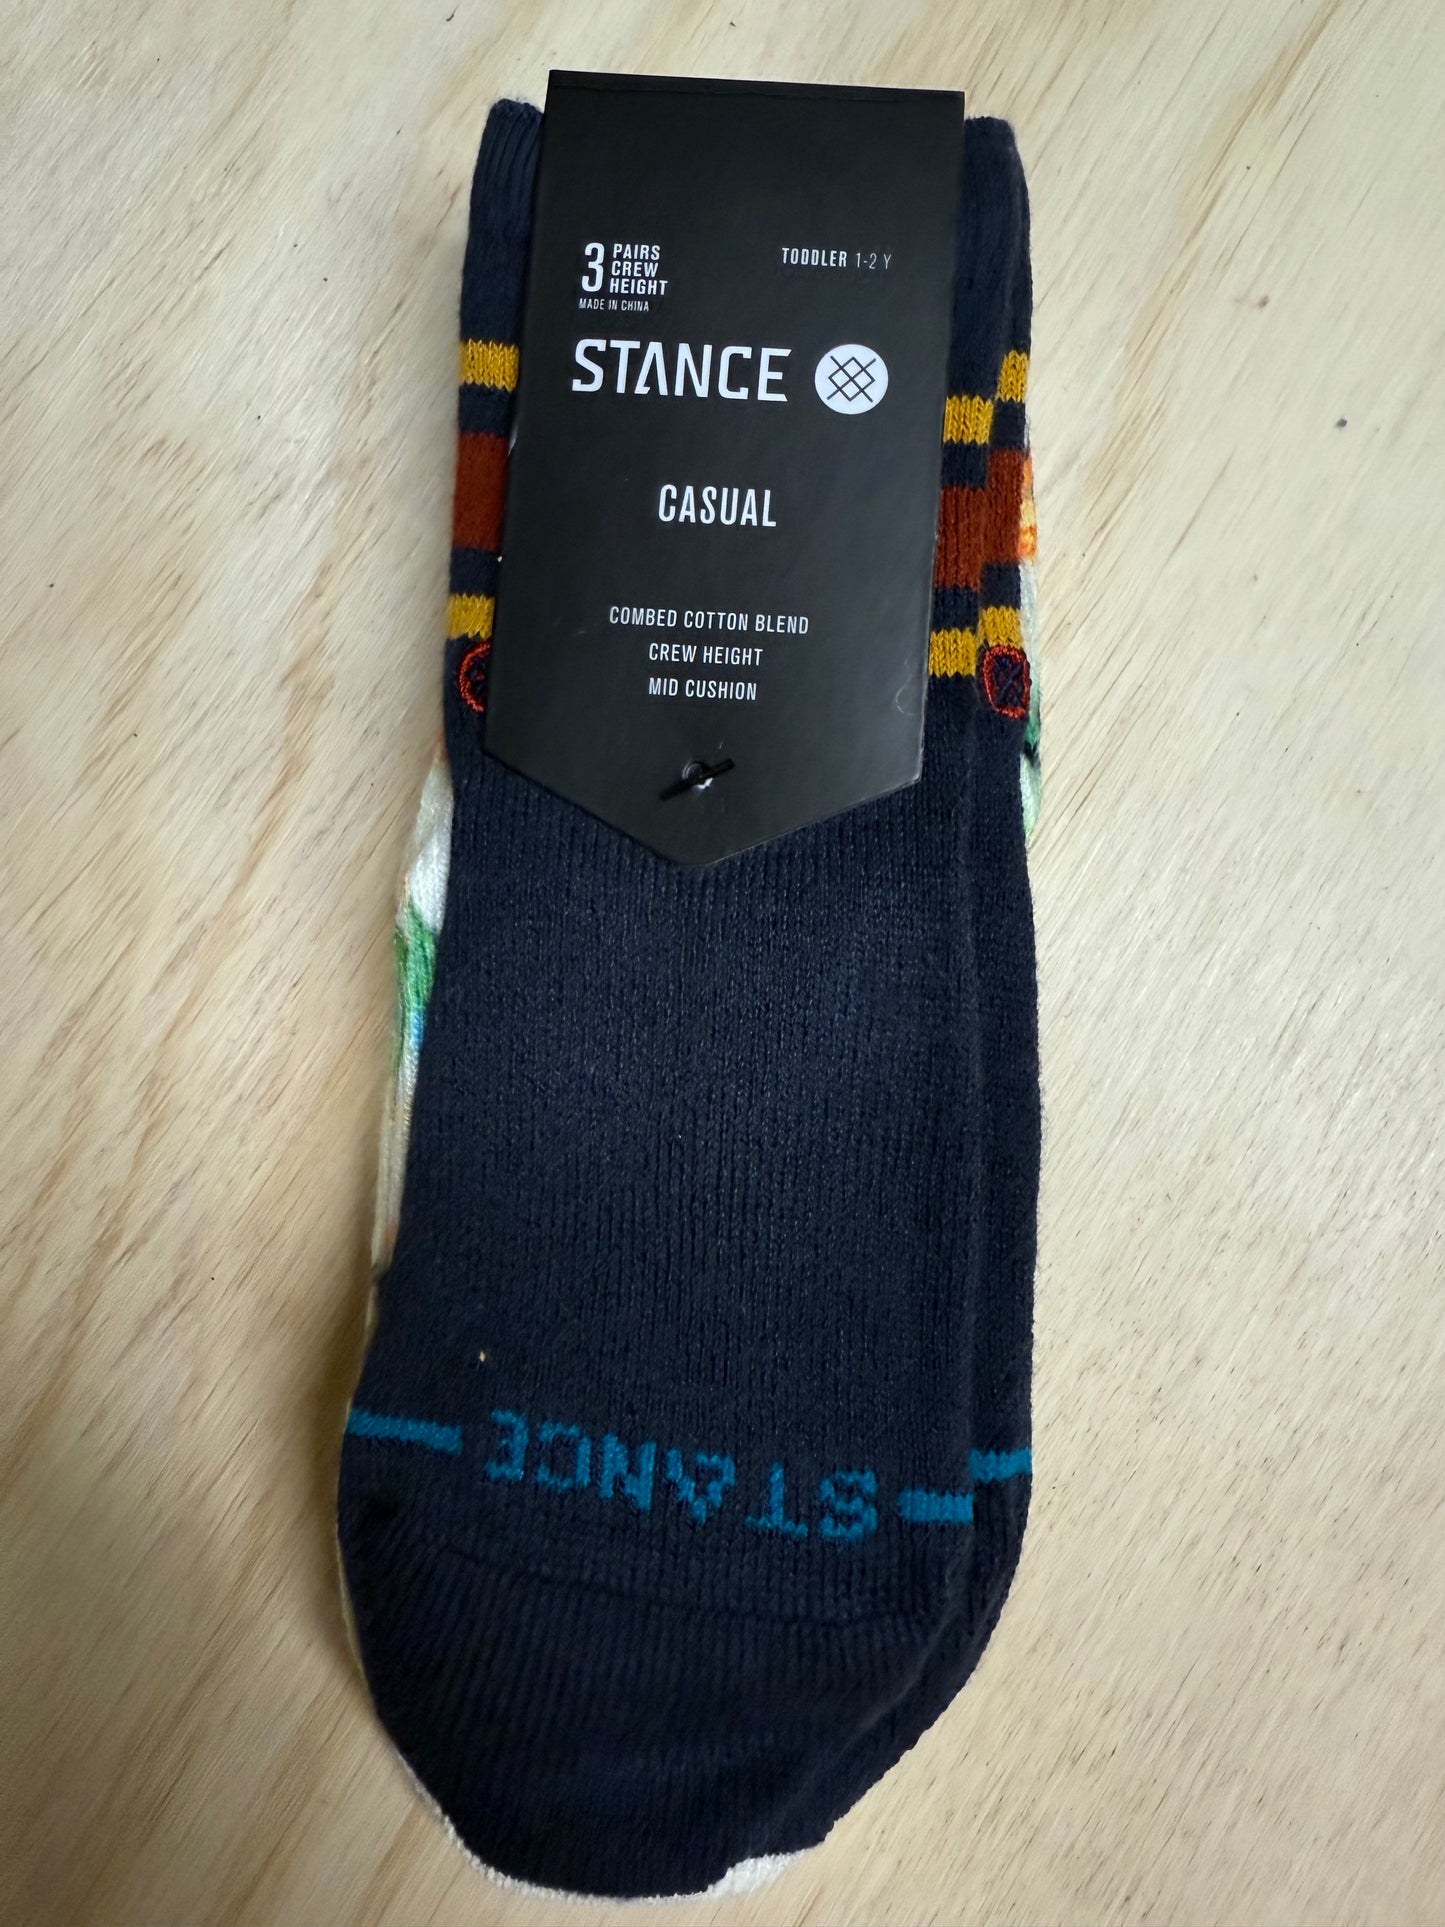 3 PAIRS
CREW
HEIGHT
MADE IN CHINA
TODDLER 1-2 Y
STANCE
CASUAL
COMBED COTTON BLEND
CREW HEIGHT
MID CUSHION
STANCE